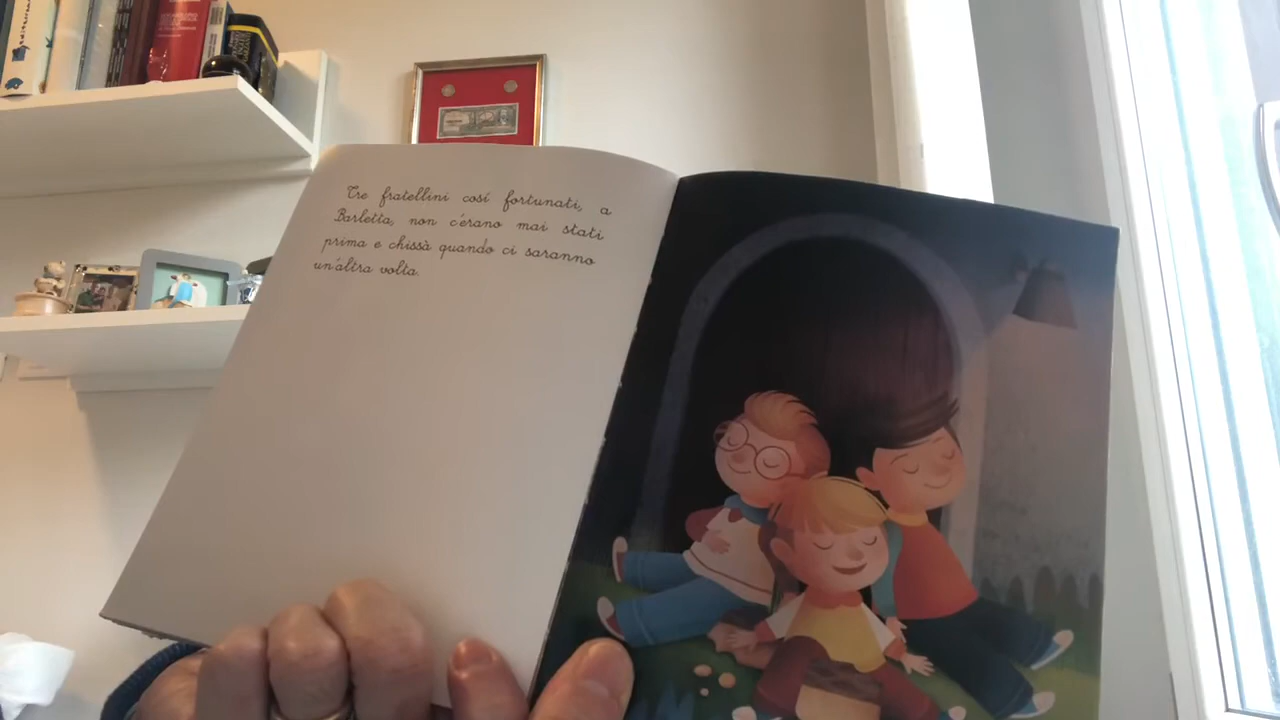 Tre fratellini così fortunati, a
Barletta, non c'erano mai stati
prima e chissà quando ci saranno
un'altra volta.